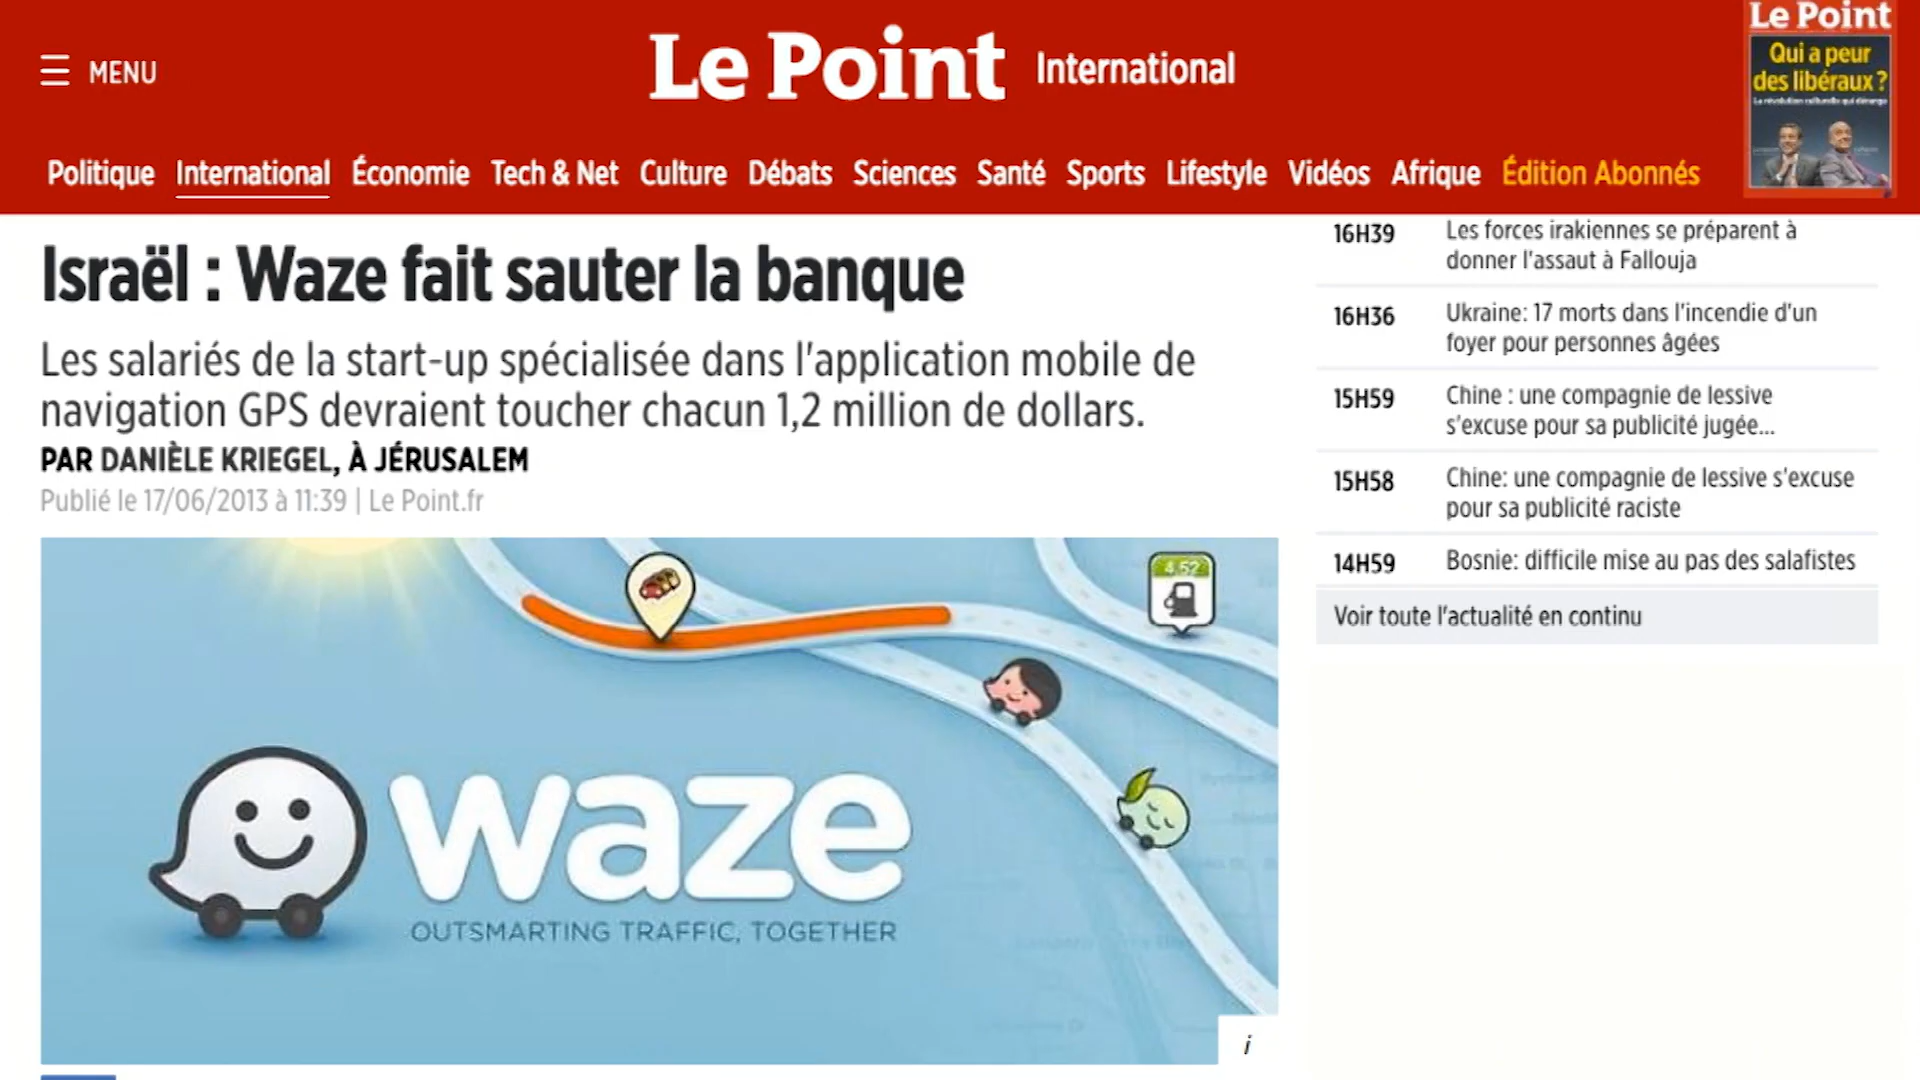 MENU
Le Point International
Le Point
Qui a peur
des libéraux ?
La révolution culturelle qui dérange
Politique International Économie Tech & Net Culture Débats Sciences Santé Sports Lifestyle Vidéos Afrique Édition Abonnés
Israël : Waze fait sauter la banque
Les salariés de la start-up spécialisée dans l'application mobile de
navigation GPS devraient toucher chacun 1,2 million de dollars.
PAR DANIÈLE KRIEGEL, À JÉRUSALEM
Publié le 17/06/2013 à 11:39 | Le Point.fr
4.52
waze
OUTSMARTING TRAFFIC, TOGETHER
i
16H39 Les forces irakiennes se préparent à
donner l'assaut à Fallouja
16H36 Ukraine: 17 morts dans l'incendie d'un
foyer pour personnes âgées
15H59 Chine : une compagnie de lessive
s'excuse pour sa publicité jugée...
15H58 Chine: une compagnie de lessive s'excuse
pour sa publicité raciste
14H59 Bosnie: difficile mise au pas des salafistes
Voir toute l'actualité en continu